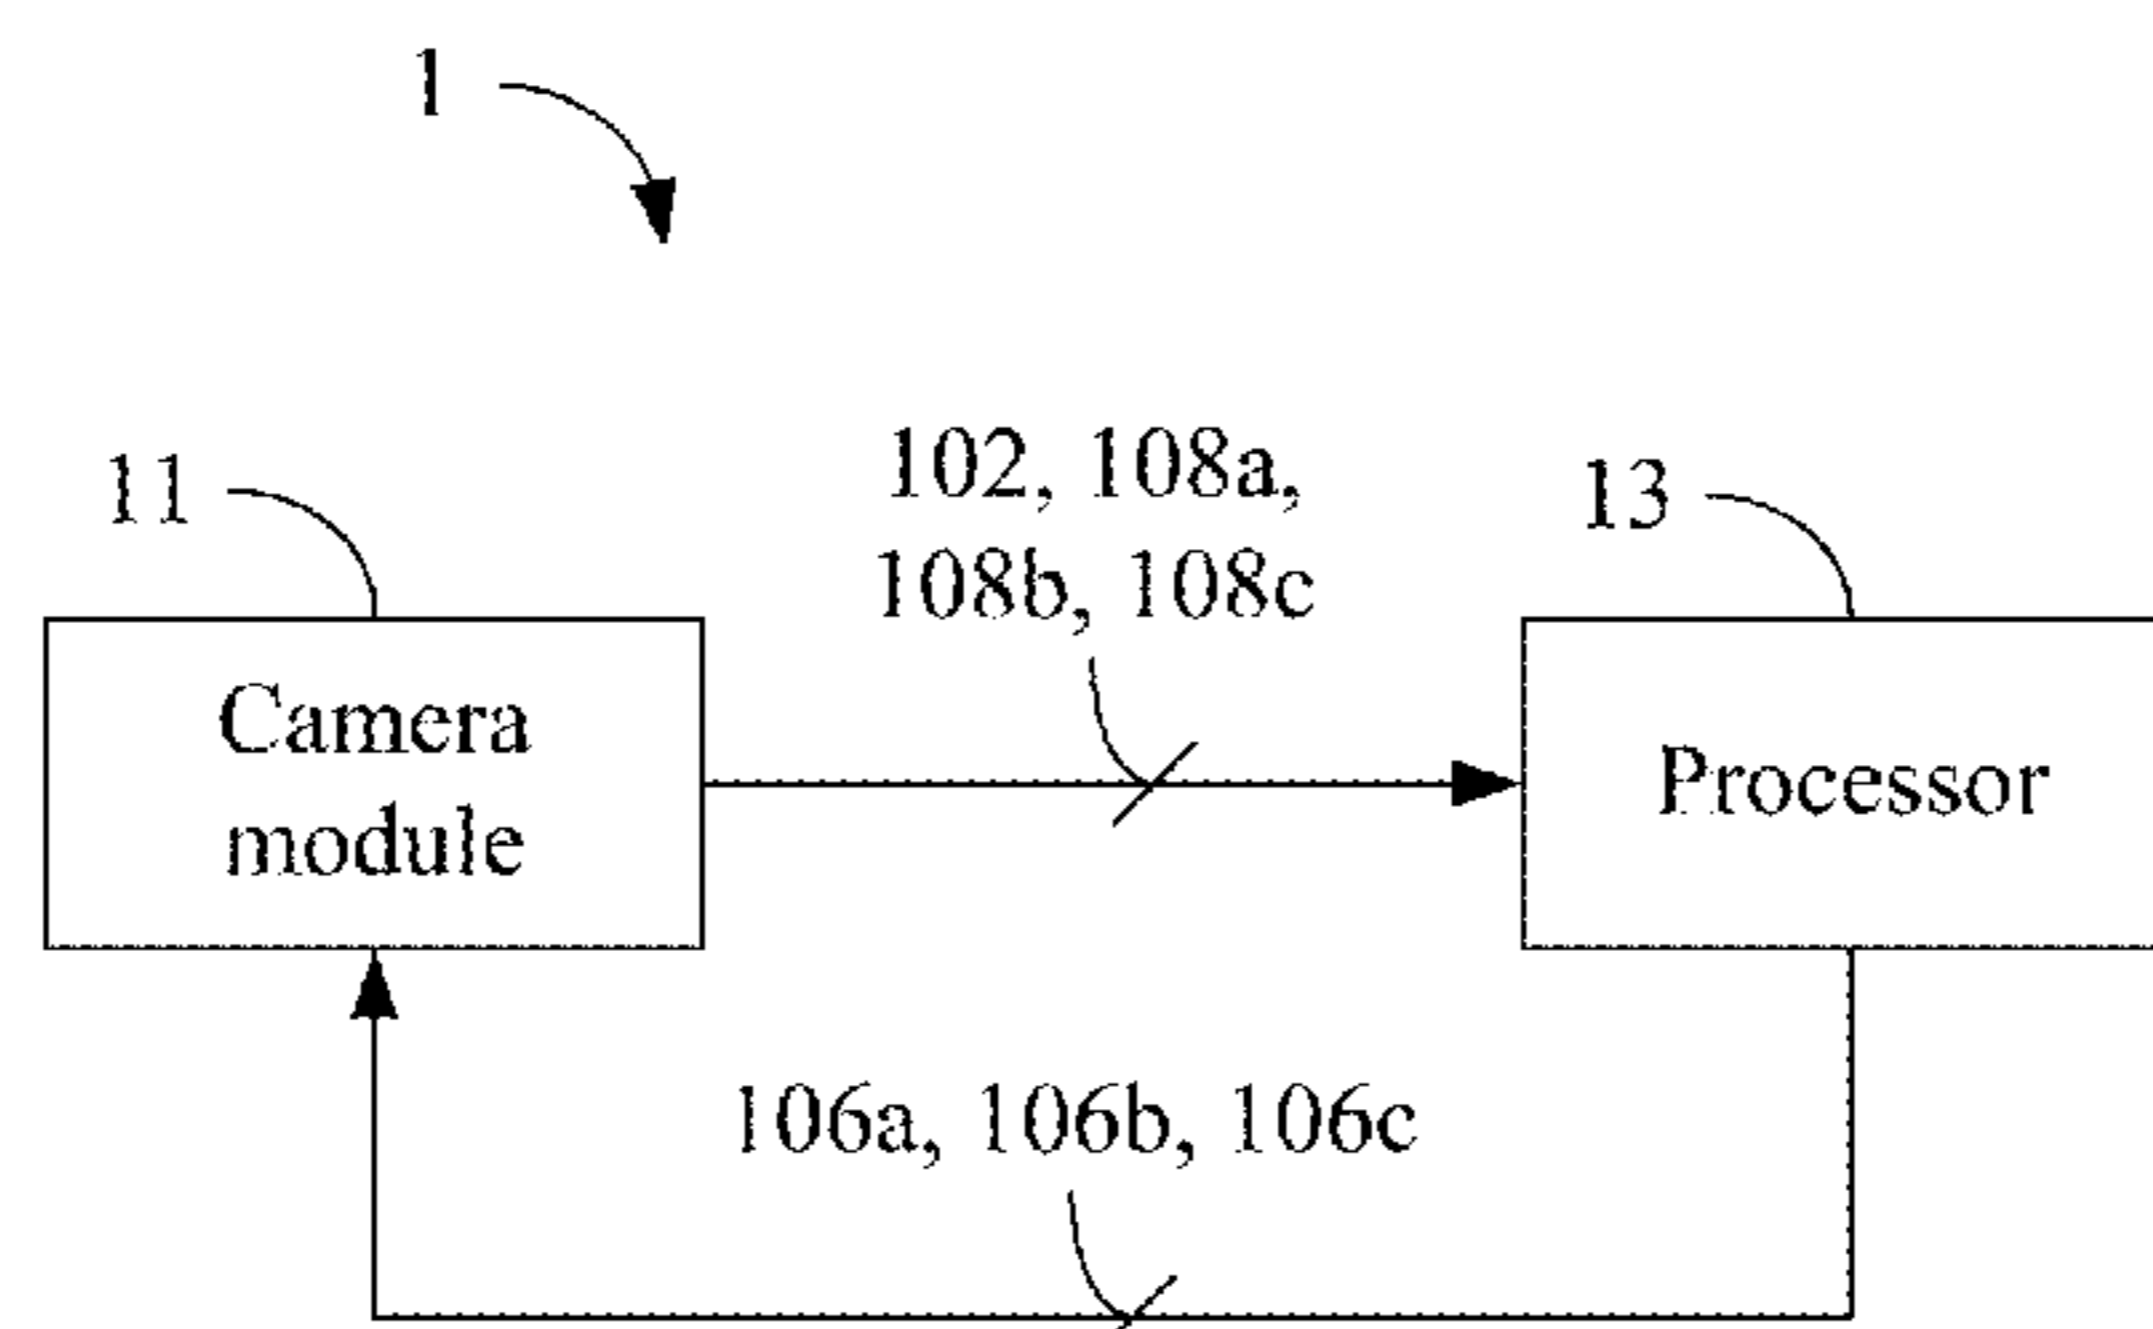 1
11
102, 108a,
108b, 108c
13
Camera
module
Processor
106a, 106b, 106c